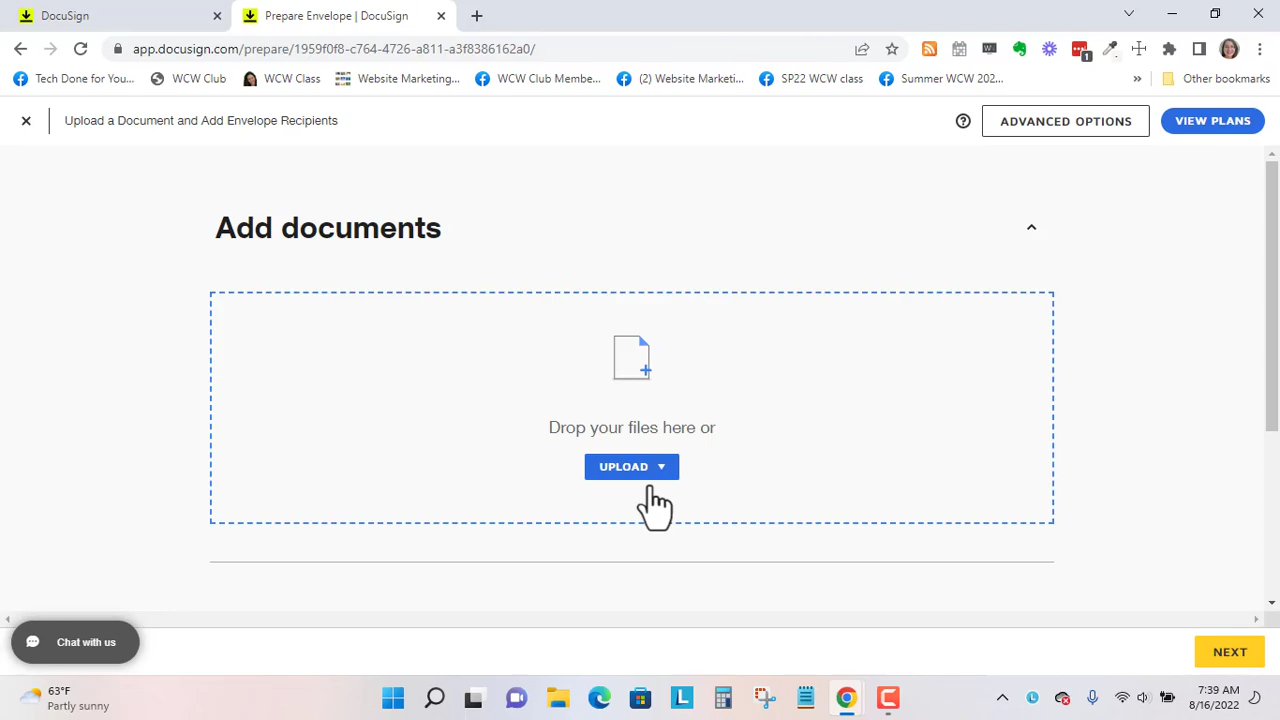 DocuSign
Prepare Envelope | DocuSign
app.docusign.com/prepare/1959f0f8-c764-4726-a811-a3f8386162a0/
1
Tech Done for You...
WCW Club
WCW Class
Website Marketing...
WCW Club Membe...
(2) Website Marketi...
SP22 WCW class
Summer WCW 202...
»
Other bookmarks
Upload a Document and Add Envelope Recipients
ADVANCED OPTIONS
VIEW PLANS
Add documents
Drop your files here or
UPLOAD
Chat with us
NEXT
63°F
Partly sunny
7:39 AM
8/16/2022